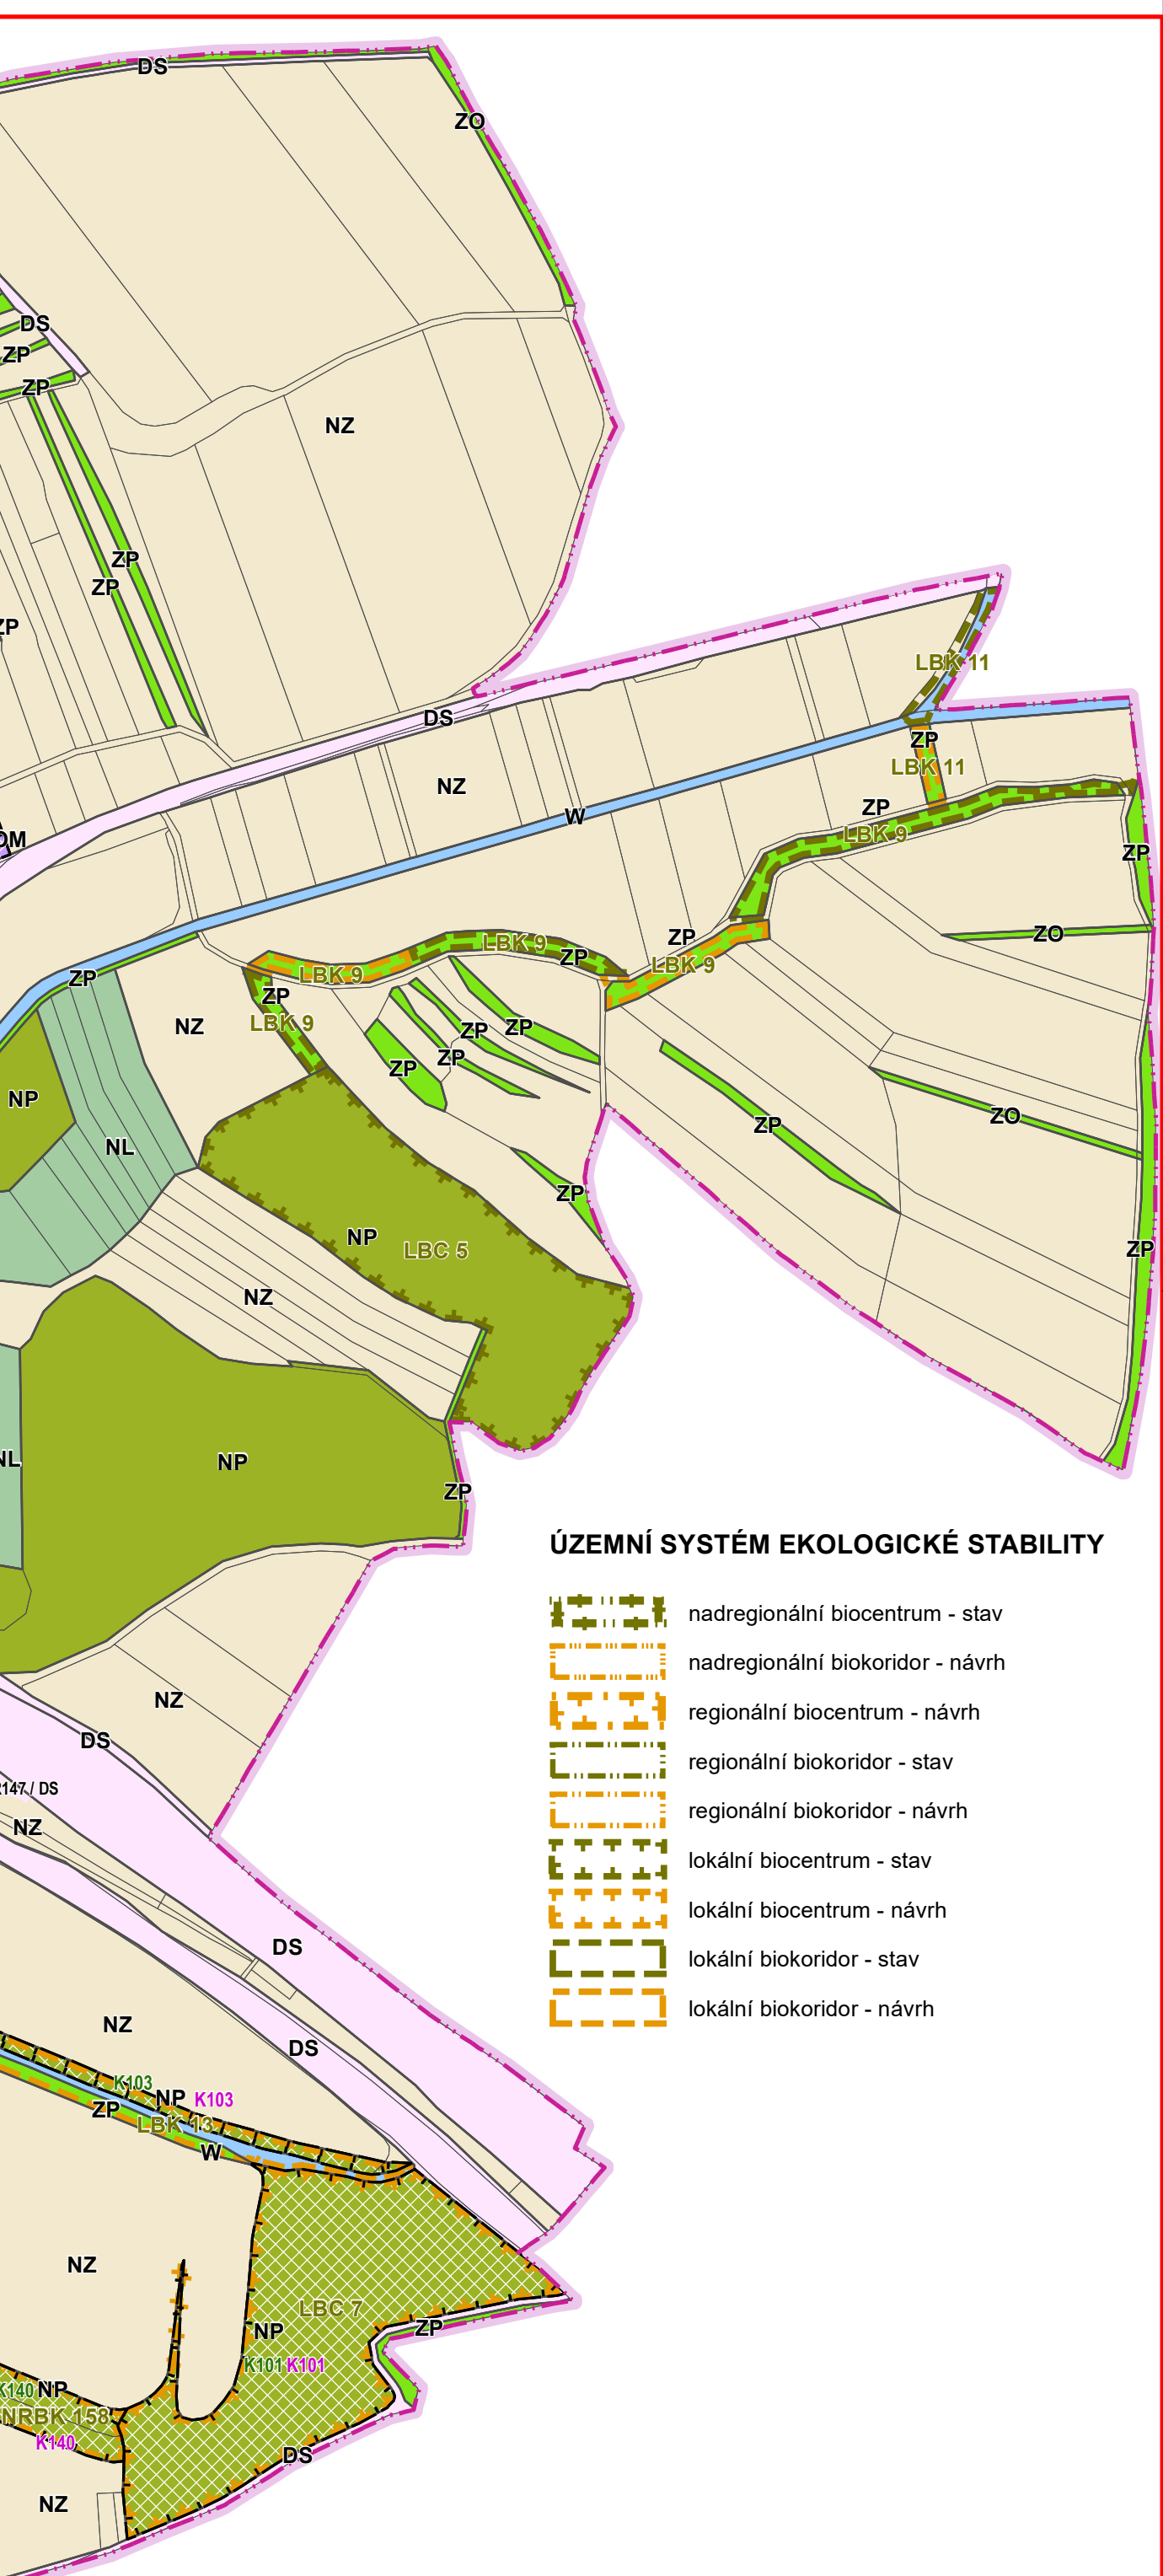 DS
ZO
DS
ZP
ZP
NZ
ZP
ZP
ZP
LBK 11
DS
ZP
LBK 11
NZ
ZP
W
LBK 9
OM
ZP
ZO
ZP
LBK 9
ZP
LBK 9
LBK 9
ZP
ZP
LBK 9
NZ
ZP
ZP
ZP
ZP
NP
ZO
ZP
NL
ZP
NP
LBC 5
ZP
NZ
NL
NP
ZP
ÚZEMNÍ SYSTÉM EKOLOGICKÉ STABILITY
nadregionální biocentrum - stav
nadregionální biokoridor - návrh
regionální biocentrum - návrh
regionální biokoridor - stav
regionální biokoridor - návrh
lokální biocentrum - stav
lokální biocentrum - návrh
lokální biokoridor - stav
lokální biokoridor - návrh
NZ
DS
147 / DS
NZ
DS
NZ
DS
K103
NP K103
ZP
LBK 13
W
NZ
LBC 7
ZP
NP
K101 K101
K140 NP
NRBK 158
K140
DS
NZ